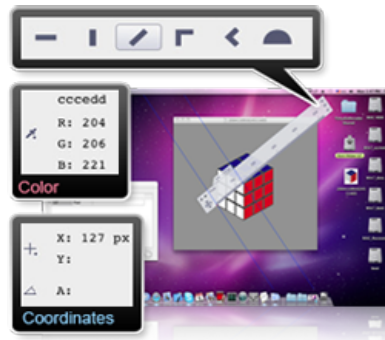 cccedd
R: 204
G: 206
B: 221
Color
X: 127 px
Y:
A:
Coordinates